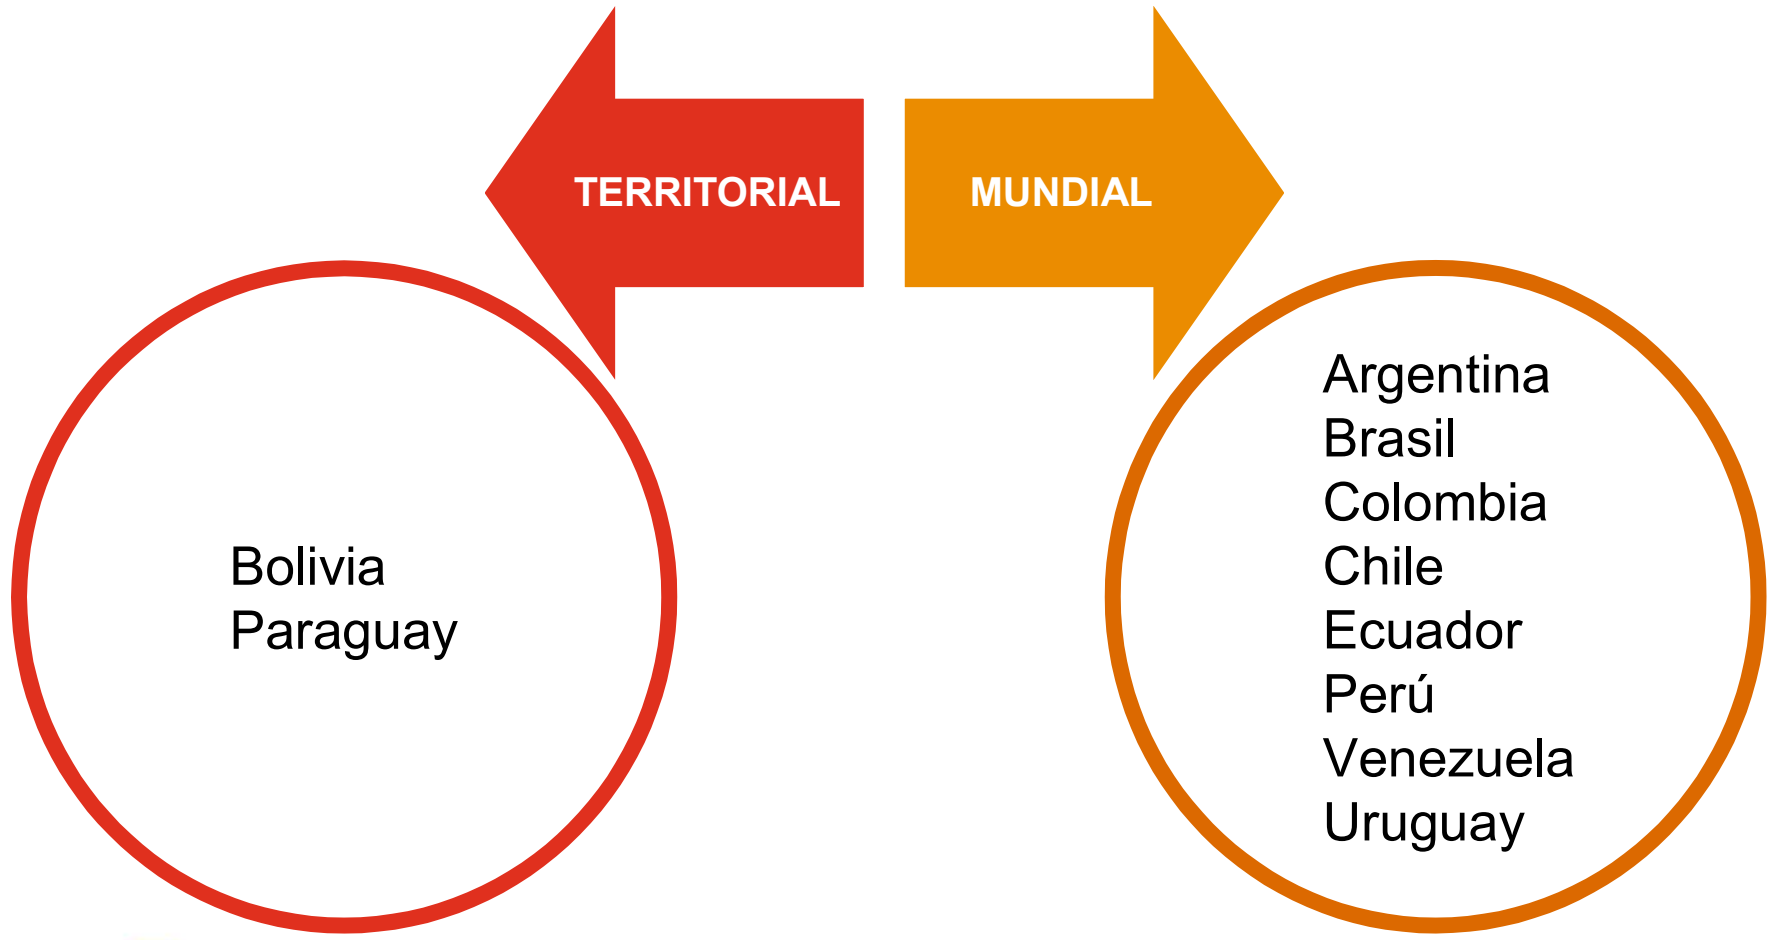 TERRITORIAL
MUNDIAL
Bolivia
Paraguay
Argentina
Brasil
Colombia
Chile
Ecuador
Perú
Venezuela
Uruguay